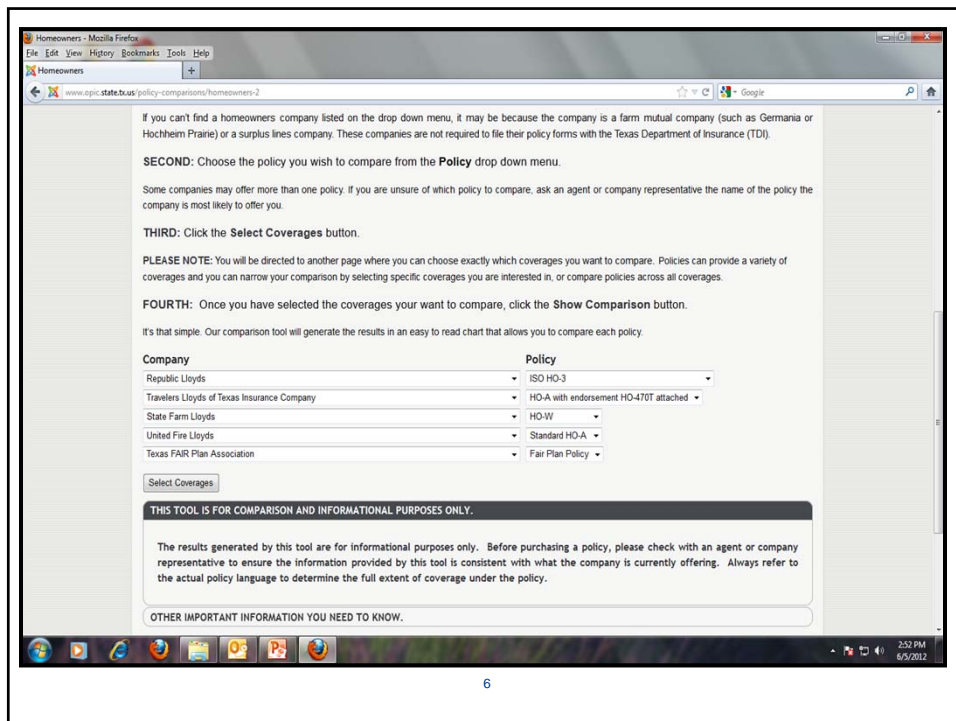 Homeowners - Mozilla Firefox
File Edit View History Bookmarks Tools Help
Homeowners +
www.opic.state.tx.us/policy-comparisons/homeowners-2 Google
If you can't find a homeowners company listed on the drop down menu, it may be because the company is a farm mutual company (such as Germania or
Hochheim Prairie) or a surplus lines company. These companies are not required to file their policy forms with the Texas Department of Insurance (TDI).
SECOND: Choose the policy you wish to compare from the Policy drop down menu.
Some companies may offer more than one policy. If you are unsure of which policy to compare, ask an agent or company representative the name of the policy the
company is most likely to offer you.
THIRD: Click the Select Coverages button.
PLEASE NOTE: You will be directed to another page where you can choose exactly which coverages you want to compare. Policies can provide a variety of
coverages and you can narrow your comparison by selecting specific coverages you are interested in, or compare policies across all coverages.
FOURTH: Once you have selected the coverages your want to compare, click the Show Comparison button.
It's that simple. Our comparison tool will generate the results in an easy to read chart that allows you to compare each policy.
Company Policy
Republic Lloyds ISO HO-3
Travelers Lloyds of Texas Insurance Company HO-A with endorsement HO-470T attached
State Farm Lloyds HO-W
United Fire Lloyds Standard HO-A
Texas FAIR Plan Association Fair Plan Policy
Select Coverages
THIS TOOL IS FOR COMPARISON AND INFORMATIONAL PURPOSES ONLY.
The results generated by this tool are for informational purposes only. Before purchasing a policy, please check with an agent or company
representative to ensure the information provided by this tool is consistent with what the company is currently offering. Always refer to
the actual policy language to determine the full extent of coverage under the policy.
OTHER IMPORTANT INFORMATION YOU NEED TO KNOW.
2:52 PM
6/5/2012
6